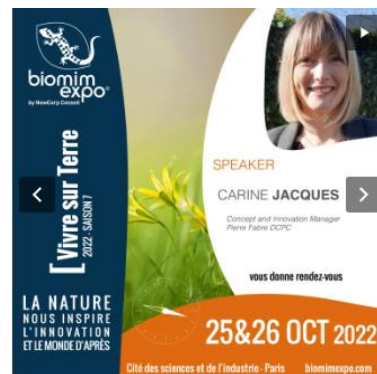 biomim
expo
by NewCorp Conseil
[ Vivre sur Terre
2022 - SAISON 7
LA NATURE
NOUS INSPIRE
L'INNOVATION
ET LE MONDE D'APRÈS
SPEAKER
CARINE JACQUES
Concept and Innovation Manager
Pierre Fabre DCPC
vous donne rendez-vous
25&26 OCT 2022
Cité des sciences et de l'industrie - Paris biomimexpo.com